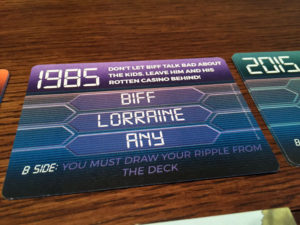 1985
DON'T LET BIFF TALK BAD ABOUT
THE KIDS. LEAVE HIM AND HIS
ROTTEN CASINO BEHIND!
BIFF
LORRAINE
ANY
B SIDE: YOU MUST DRAW YOUR RIPPLE FROM
THE DECK
2015
B